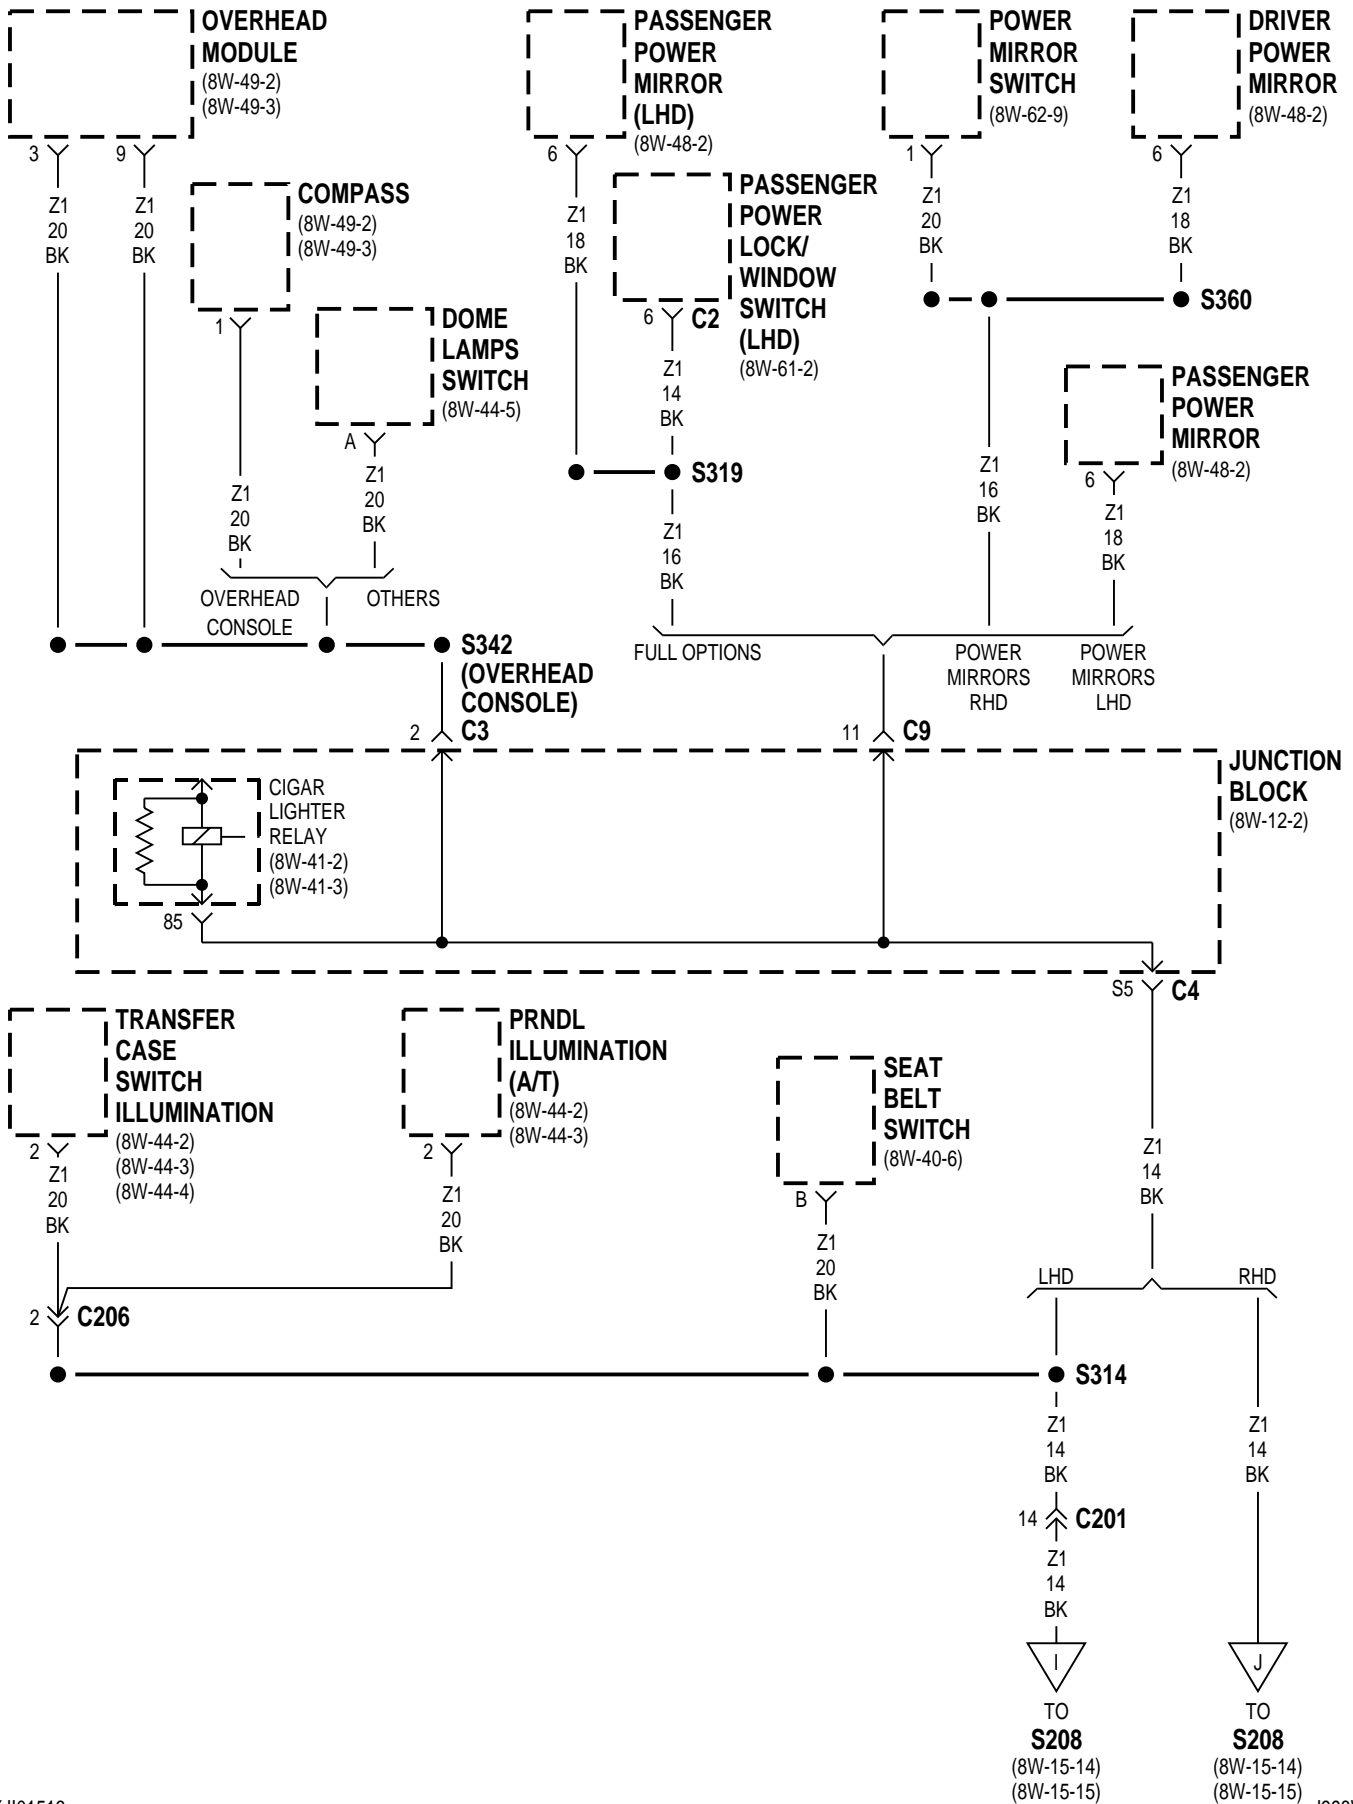 OVERHEAD
MODULE
(8W-49-2)
(8W-49-3)
3
9
Z1
20
BK
Z1
20
BK
COMPASS
(8W-49-2)
(8W-49-3)
1
Z1
20
BK
DOME
LAMPS
SWITCH
(8W-44-5)
A
Z1
20
BK
OVERHEAD
CONSOLE
OTHERS
S342
(OVERHEAD
CONSOLE)
2
C3
PASSENGER
POWER
MIRROR
(LHD)
(8W-48-2)
6
Z1
18
BK
PASSENGER
POWER
LOCK/
WINDOW
SWITCH
(LHD)
(8W-61-2)
6
C2
Z1
14
BK
S319
Z1
16
BK
FULL OPTIONS
POWER
MIRROR
SWITCH
(8W-62-9)
1
Z1
20
BK
DRIVER
POWER
MIRROR
(8W-48-2)
6
Z1
18
BK
S360
Z1
16
BK
PASSENGER
POWER
MIRROR
(8W-48-2)
6
Z1
18
BK
POWER
MIRRORS
RHD
POWER
MIRRORS
LHD
11
C9
JUNCTION
BLOCK
(8W-12-2)
CIGAR
LIGHTER
RELAY
(8W-41-2)
(8W-41-3)
85
S5
C4
TRANSFER
CASE
SWITCH
ILLUMINATION
(8W-44-2)
(8W-44-3)
(8W-44-4)
2
Z1
20
BK
PRNDL
ILLUMINATION
(A/T)
(8W-44-2)
(8W-44-3)
2
Z1
20
BK
2
C206
SEAT
BELT
SWITCH
(8W-40-6)
B
Z1
20
BK
Z1
14
BK
LHD
RHD
S314
Z1
14
BK
14
C201
Z1
14
BK
I
TO
S208
(8W-15-14)
(8W-15-15)
Z1
14
BK
J
TO
S208
(8W-15-14)
(8W-15-15)